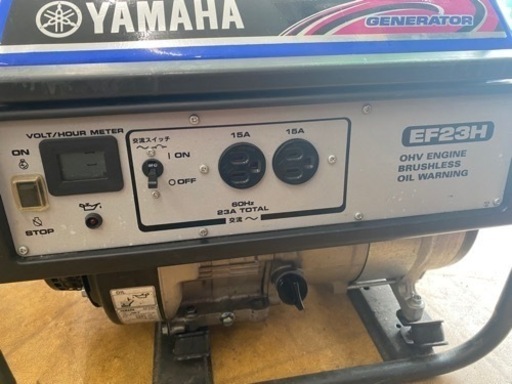 YAMAHA
GENERATOR
VOLT/HOUR METER
ON
STOP
交流スイッチ
ON
OFF
15A
15A
60Hz
23A TOTAL
交流
EF23H
OHV ENGINE
BRUSHLESS
OIL WARNING
OIL